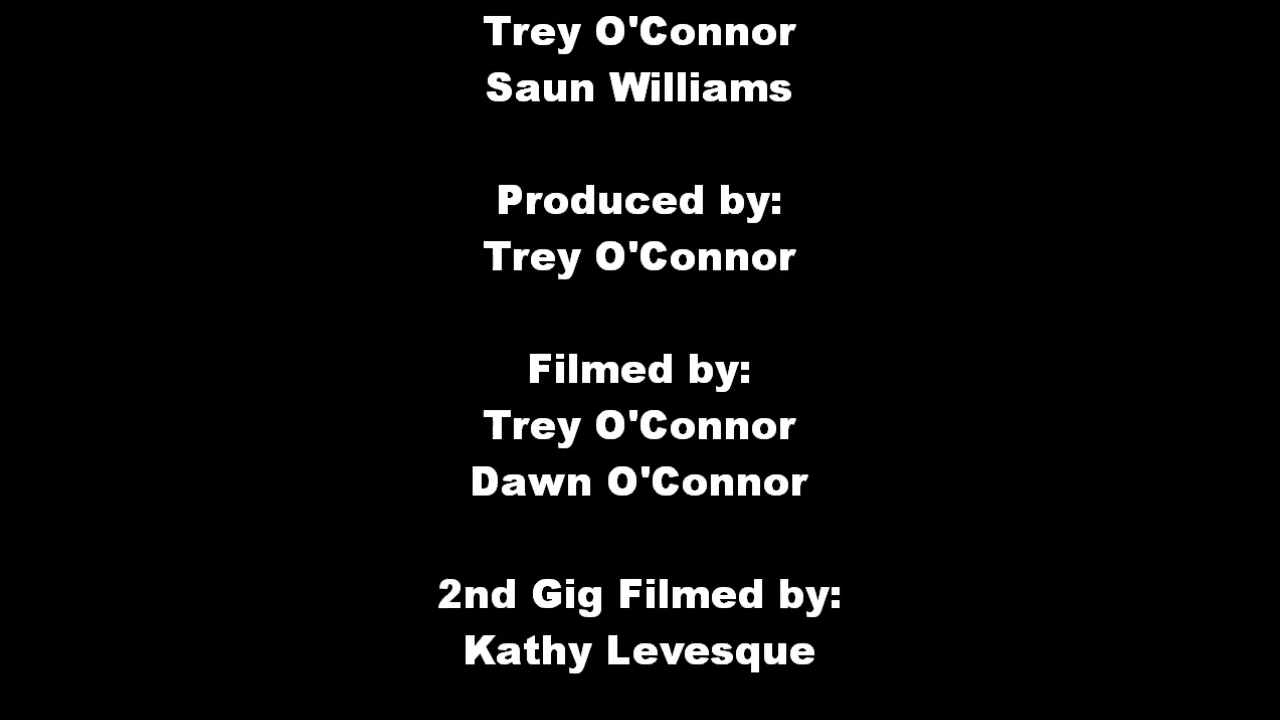 Trey O'Connor
Saun Williams
Produced by:
Trey O'Connor
Filmed by:
Trey O'Connor
Dawn O'Connor
2nd Gig Filmed by:
Kathy Levesque